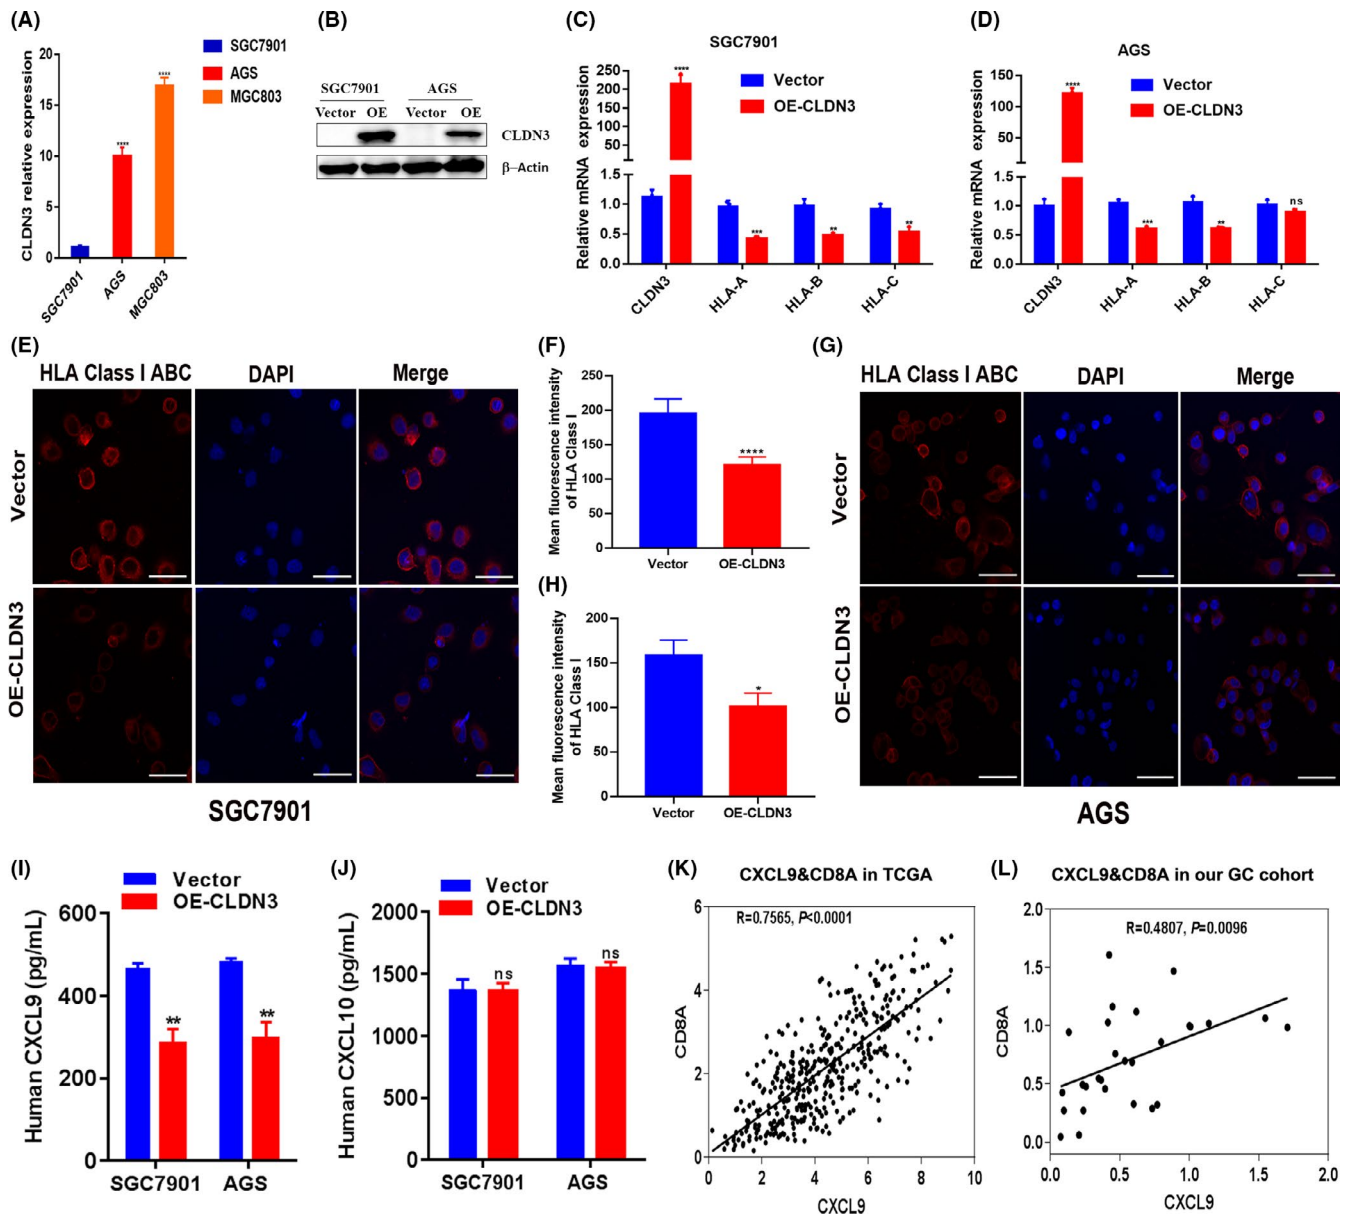 (A)
CLDN3 relative expression
20
15
10
5
0
****
****
SGC7901
AGS
MGC803
SGC7901
AGS
MGC803
(B)
SGC7901 AGS
Vector OE Vector OE
CLDN3
β-Actin
(C)
SGC7901
Relative mRNA expression
250
200
150
100
50
1.5
1.0
0.5
0.0
****
***
**
**
Vector
OE-CLDN3
CLDN3
HLA-A
HLA-B
HLA-C
(D)
AGS
Relative mRNA expression
150
100
50
1.5
1.0
0.5
0.0
****
***
**
ns
Vector
OE-CLDN3
CLDN3
HLA-A
HLA-B
HLA-C
(E)
HLA Class I ABC DAPI Merge
Vector
OE-CLDN3
SGC7901
(F)
Mean fluorescence intensity
of HLA Class I
250
200
150
100
50
0
****
Vector OE-CLDN3
(G)
HLA Class I ABC DAPI Merge
Vector
OE-CLDN3
AGS
(H)
Mean fluorescence intensity
of HLA Class I
200
150
100
50
0
*
Vector OE-CLDN3
(I)
Vector
OE-CLDN3
Human CXCL9 (pg/mL)
600
400
200
0
**
**
SGC7901 AGS
(J)
Vector
OE-CLDN3
Human CXCL10 (pg/mL)
2000
1500
1000
500
0
ns
ns
SGC7901 AGS
(K)
CXCL9&CD8A in TCGA
R=0.7565, P<0.0001
CD8A
6
4
2
0
0 2 4 6 8 10
CXCL9
(L)
CXCL9&CD8A in our GC cohort
R=0.4807, P=0.0096
CD8A
2.0
1.5
1.0
0.5
0.0
0.0 0.5 1.0 1.5 2.0
CXCL9